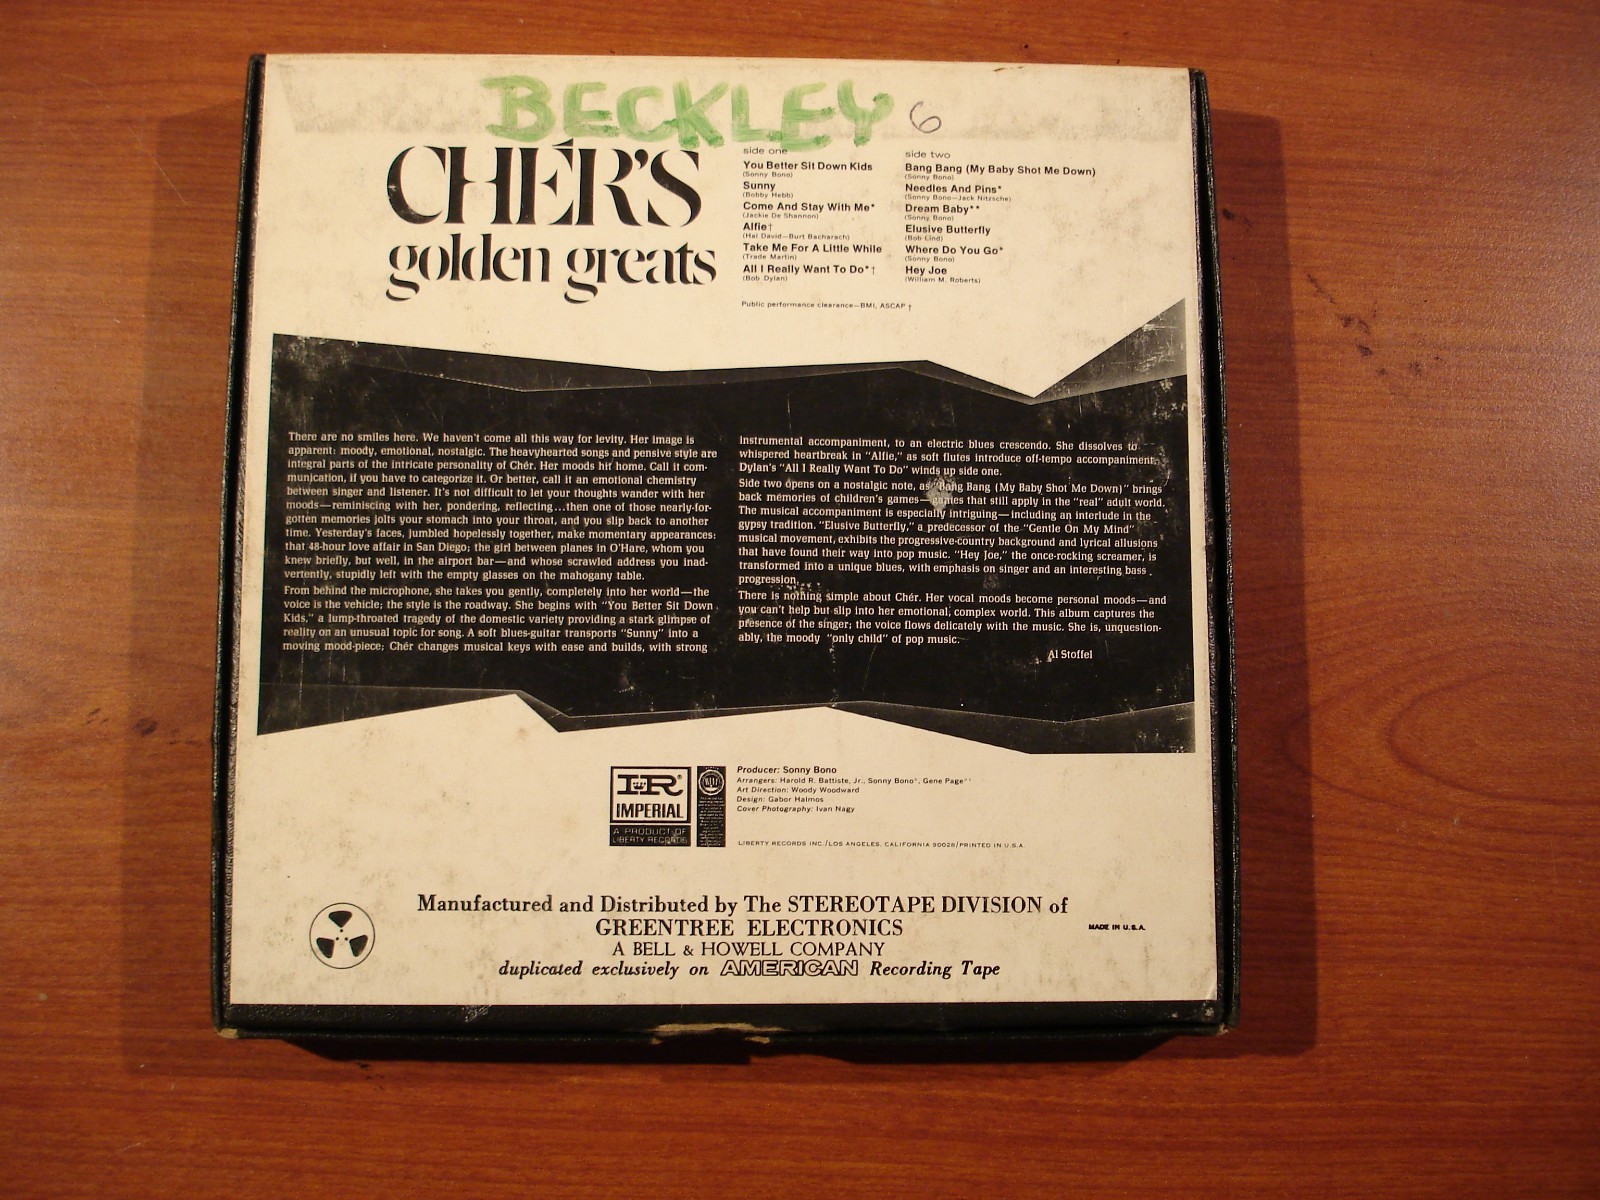 BECKLEY 6
CHÉR'S
golden greats
side one
You Better Sit Down Kids
(Sonny Bono)
Sunny
(Bobby Hebb)
Come And Stay With Me*
(Jackie De Shannon)
Alfie†
(Hal David—Burt Bacharach)
Take Me For A Little While
(Trade Martin)
All I Really Want To Do*†
(Bob Dylan)
side two
Bang Bang (My Baby Shot Me Down)
(Sonny Bono)
Needles And Pins*
(Sonny Bono—Jack Nitzsche)
Dream Baby**
(Sonny Bono)
Elusive Butterfly
(Bob Lind)
Where Do You Go*
(Sonny Bono)
Hey Joe
(William M. Roberts)
Public performance clearance—BMI, ASCAP †
There are no smiles here. We haven't come all this way for levity. Her image is
apparent: moody, emotional, nostalgic. The heavyhearted songs and pensive style are
integral parts of the intricate personality of Chér. Her moods hit home. Call it com-
munication, if you have to categorize it. Or better, call it an emotional chemistry
between singer and listener. It's not difficult to let your thoughts wander with her
moods—reminiscing with her, pondering, reflecting...then one of those nearly-for-
gotten memories jolts your stomach into your throat, and you slip back to another
time. Yesterday's faces, jumbled hopelessly together, make momentary appearances:
that 48-hour love affair in San Diego; the girl between planes in O'Hare, whom you
knew briefly, but well, in the airport bar—and whose scrawled address you inad-
vertently, stupidly left with the empty glasses on the mahogany table.
From behind the microphone, she takes you gently, completely into her world—the
voice is the vehicle; the style is the roadway. She begins with "You Better Sit Down
Kids," a lump-throated tragedy of the domestic variety providing a stark glimpse of
reality on an unusual topic for song. A soft blues-guitar transports "Sunny" into a
moving mood-piece; Chér changes musical keys with ease and builds, with strong
instrumental accompaniment, to an electric blues crescendo. She dissolves to
whispered heartbreak in "Alfie," as soft flutes introduce off-tempo accompaniment.
Dylan's "All I Really Want To Do" winds up side one.
Side two opens on a nostalgic note, as "Bang Bang (My Baby Shot Me Down)" brings
back memories of children's games—games that still apply in the "real" adult world.
The musical accompaniment is especially intriguing—including an interlude in the
gypsy tradition. "Elusive Butterfly," a predecessor of the "Gentle On My Mind"
musical movement, exhibits the progressive-country background and lyrical allusions
that have found their way into pop music. "Hey Joe," the once-rocking screamer, is
transformed into a unique blues, with emphasis on singer and an interesting bass
progression.
There is nothing simple about Chér. Her vocal moods become personal moods—and
you can't help but slip into her emotional, complex world. This album captures the
presence of the singer; the voice flows delicately with the music. She is, unquestion-
ably, the moody "only child" of pop music.
Al Stoffel
IR®
IMPERIAL
A PRODUCT OF
LIBERTY RECORDS
Producer: Sonny Bono
Arrangers: Harold R. Battiste, Jr., Sonny Bono*, Gene Page**
Art Direction: Woody Woodward
Design: Gabor Halmos
Cover Photography: Ivan Nagy
LIBERTY RECORDS INC./LOS ANGELES, CALIFORNIA 90028/PRINTED IN U.S.A.
Manufactured and Distributed by The STEREOTAPE DIVISION of
GREENTREE ELECTRONICS
A BELL & HOWELL COMPANY
duplicated exclusively on AMERICAN Recording Tape
MADE IN U.S.A.